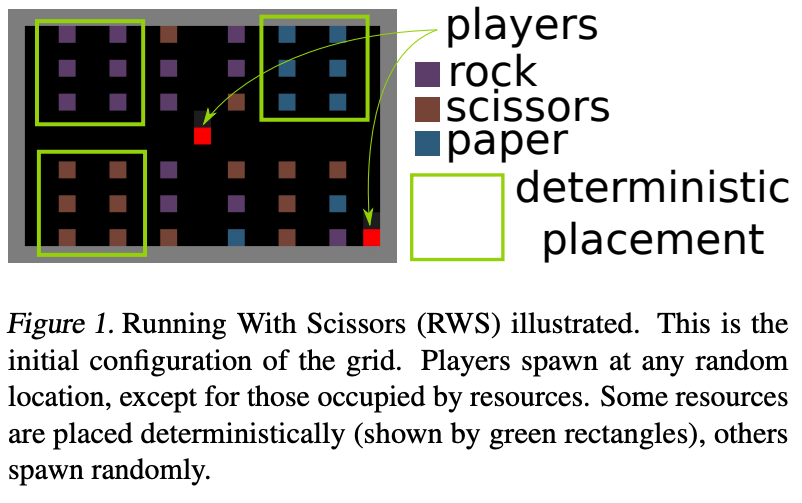 players
rock
scissors
paper
deterministic
placement
Figure 1. Running With Scissors (RWS) illustrated. This is the
initial configuration of the grid. Players spawn at any random
location, except for those occupied by resources. Some resources
are placed deterministically (shown by green rectangles), others
spawn randomly.